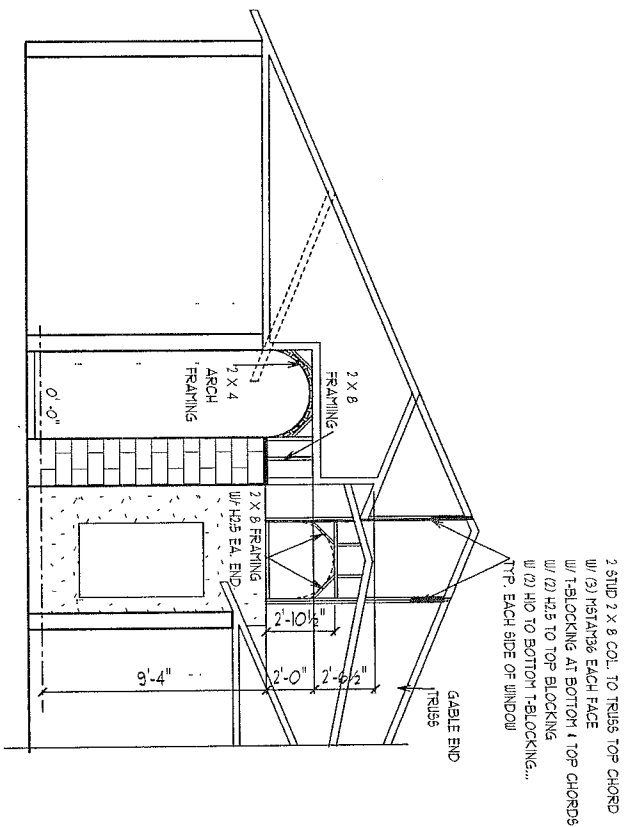 2 STUD 2 X 8 COL. TO TRUSS TOP CHORD
W/ (3) MSTAM36 EACH FACE
W/ T-BLOCKING AT BOTTOM & TOP CHORDS
W/ (2) H2.5 TO TOP BLOCKING
W (2) H10 TO BOTTOM T-BLOCKING...
TYP. EACH SIDE OF WINDOW
GABLE END
TRUSS
2 X 8
FRAMING
2 X 4
ARCH
FRAMING
0'-0"
2 X 8 FRAMING
W/ H2.5 EA. END
2'-10½"
9'-4"
2'-0"
2'-6½"